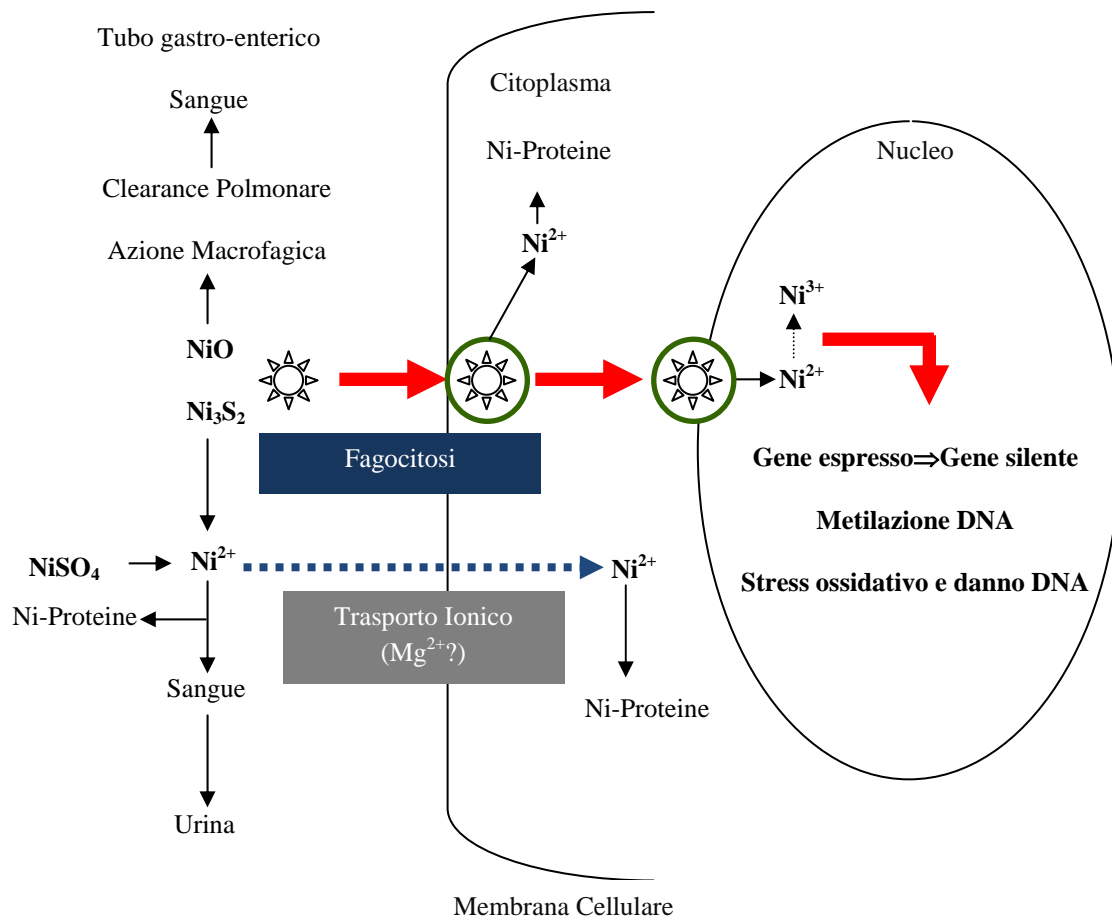 Tubo gastro-enterico
Sangue
Clearance Polmonare
Azione Macrofagica
NiO
Ni₃S₂
Fagocitosi
NiSO₄
Ni²⁺
Ni-Proteine
Trasporto Ionico
(Mg²⁺?)
Sangue
Urina
Citoplasma
Ni-Proteine
Ni²⁺
Ni²⁺
Ni-Proteine
Nucleo
Ni³⁺
Ni²⁺
Gene espresso⇒Gene silente
Metilazione DNA
Stress ossidativo e danno DNA
Membrana Cellulare